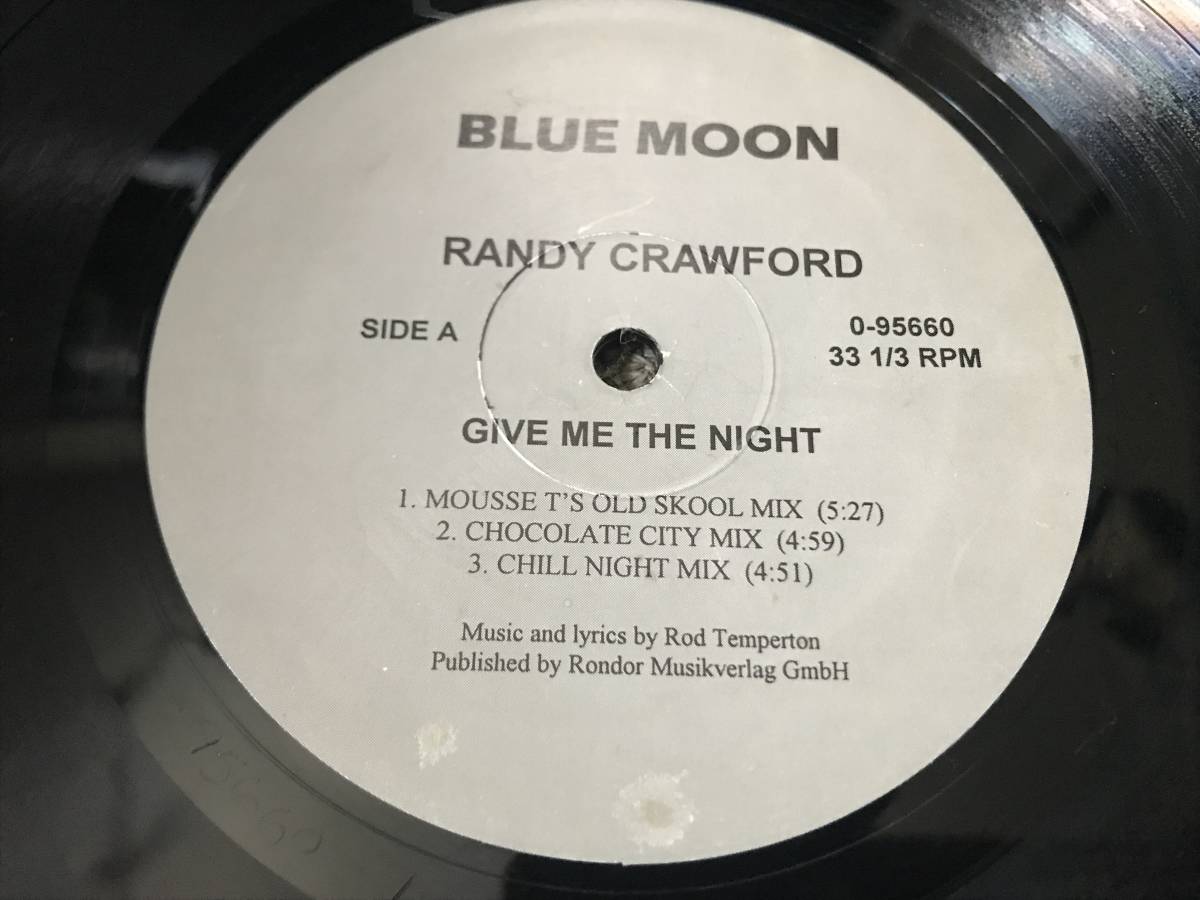 BLUE MOON
RANDY CRAWFORD
SIDE A
0-95660
33 1/3 RPM
GIVE ME THE NIGHT
1. MOUSSE T'S OLD SKOOL MIX (5:27)
2. CHOCOLATE CITY MIX (4:59)
3. CHILL NIGHT MIX (4:51)
Music and lyrics by Rod Temperton
Published by Rondor Musikverlag GmbH